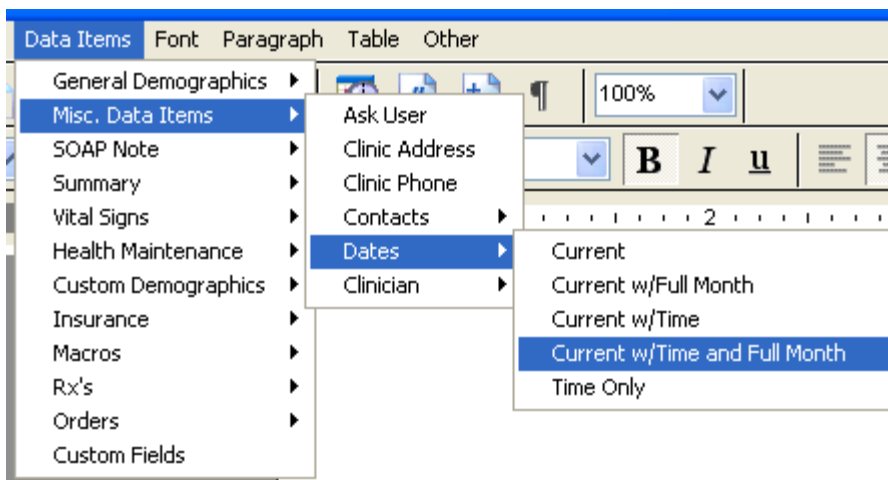 Data Items Font Paragraph Table Other
100%
B I u
2
General Demographics
Misc. Data Items
SOAP Note
Summary
Vital Signs
Health Maintenance
Custom Demographics
Insurance
Macros
Rx's
Orders
Custom Fields
Ask User
Clinic Address
Clinic Phone
Contacts
Dates
Clinician
Current
Current w/Full Month
Current w/Time
Current w/Time and Full Month
Time Only